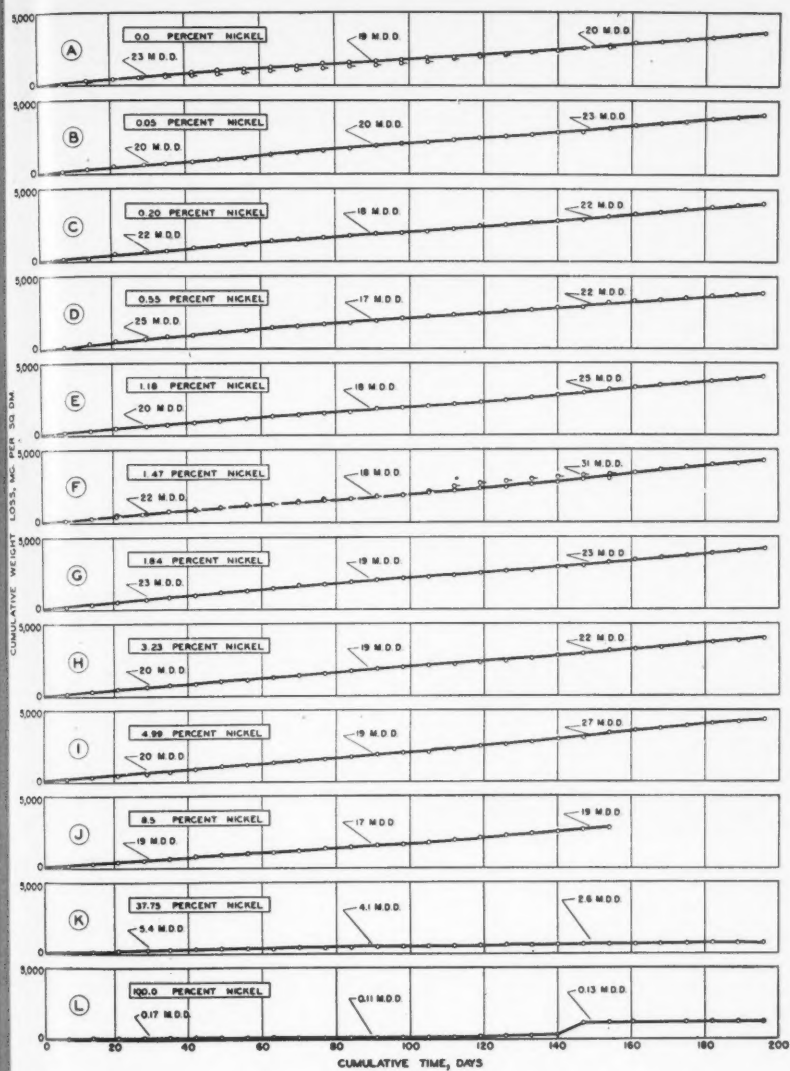 5,000
A
0.0 PERCENT NICKEL
23 M.D.D.
19 M.D.D.
20 M.D.D.
0
5,000
B
0.05 PERCENT NICKEL
20 M.D.D.
20 M.D.D.
23 M.D.D.
0
5,000
C
0.20 PERCENT NICKEL
22 M.D.D
18 M.D.D.
22 M.D.D.
0
5,000
D
0.55 PERCENT NICKEL
25 M.D.D.
17 M.D.D.
22 M.D.D.
0
5,000
E
1.18 PERCENT NICKEL
20 M.D.D.
18 M.D.D.
25 M.D.D.
0
5,000
F
1.47 PERCENT NICKEL
22 M.D.D.
18 M.D.D.
31 M.D.D.
0
5,000
G
1.84 PERCENT NICKEL
23 M.D.D.
19 M.D.D.
23 M.D.D.
0
5,000
H
3.23 PERCENT NICKEL
20 M.D.D.
19 M.D.D.
22 M.D.D.
0
5,000
I
4.99 PERCENT NICKEL
20 M.D.D.
19 M.D.D.
27 M.D.D.
0
5,000
J
8.5 PERCENT NICKEL
19 M.D.D.
17 M.D.D
19 M.D.D
0
5,000
K
37.75 PERCENT NICKEL
5.4 M.D.D.
4.1 M.D.D.
2.6 M.D.D.
0
5,000
L
100.0 PERCENT NICKEL
0.17 M.D.D.
0.11 M.D.D.
0.13 M.D.D.
0
0 20 40 60 80 100 120 140 160 180 200
CUMULATIVE TIME, DAYS
CUMULATIVE WEIGHT LOSS, MG. PER SQ DM